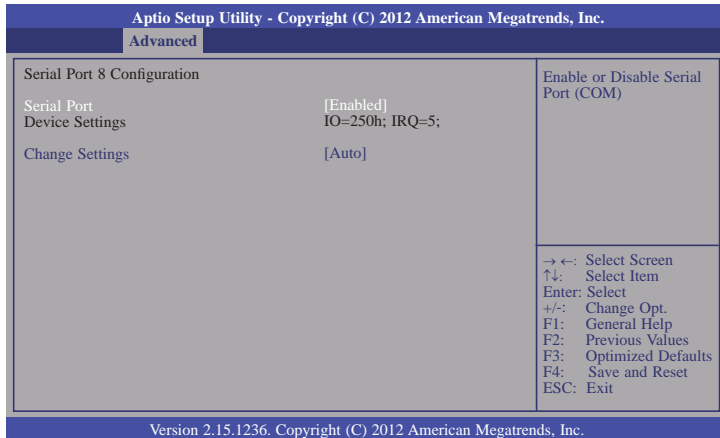 Aptio Setup Utility - Copyright (C) 2012 American Megatrends, Inc.
Advanced
Serial Port 8 Configuration
Serial Port [Enabled]
Device Settings IO=250h; IRQ=5;
Change Settings [Auto]
Enable or Disable Serial
Port (COM)
→ ←: Select Screen
↑↓: Select Item
Enter: Select
+/-: Change Opt.
F1: General Help
F2: Previous Values
F3: Optimized Defaults
F4: Save and Reset
ESC: Exit
Version 2.15.1236. Copyright (C) 2012 American Megatrends, Inc.